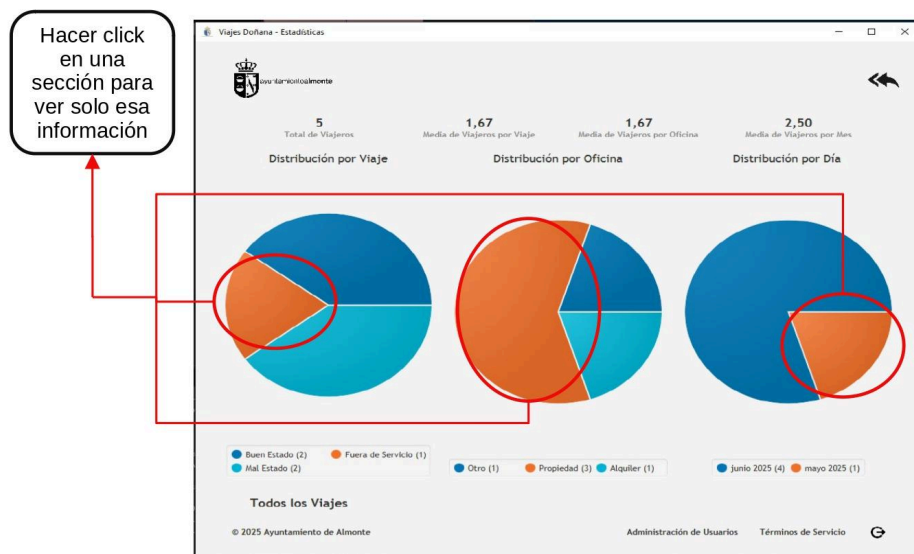 Hacer click
en una
sección para
ver solo esa
información
Viajes Doñana - Estadísticas
ayuntamientoalmonte
5
Total de Viajeros
1,67
Media de Viajeros por Viaje
1,67
Media de Viajeros por Oficina
2,50
Media de Viajeros por Mes
Distribución por Viaje
Distribución por Oficina
Distribución por Día
Buen Estado (2)
Fuera de Servicio (1)
Mal Estado (2)
Otro (1)
Propiedad (3)
Alquiler (1)
junio 2025 (4)
mayo 2025 (1)
Todos los Viajes
© 2025 Ayuntamiento de Almonte
Administración de Usuarios
Términos de Servicio